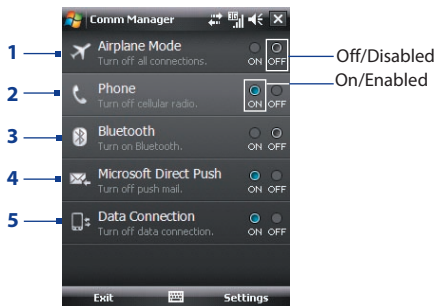 Comm Manager
1 Airplane Mode
Turn off all connections.
ON OFF
Off/Disabled
On/Enabled
2 Phone
Turn off cellular radio.
ON OFF
3 Bluetooth
Turn on Bluetooth.
ON OFF
4 Microsoft Direct Push
Turn off push mail.
ON OFF
5 Data Connection
Turn off data connection.
ON OFF
Exit Settings